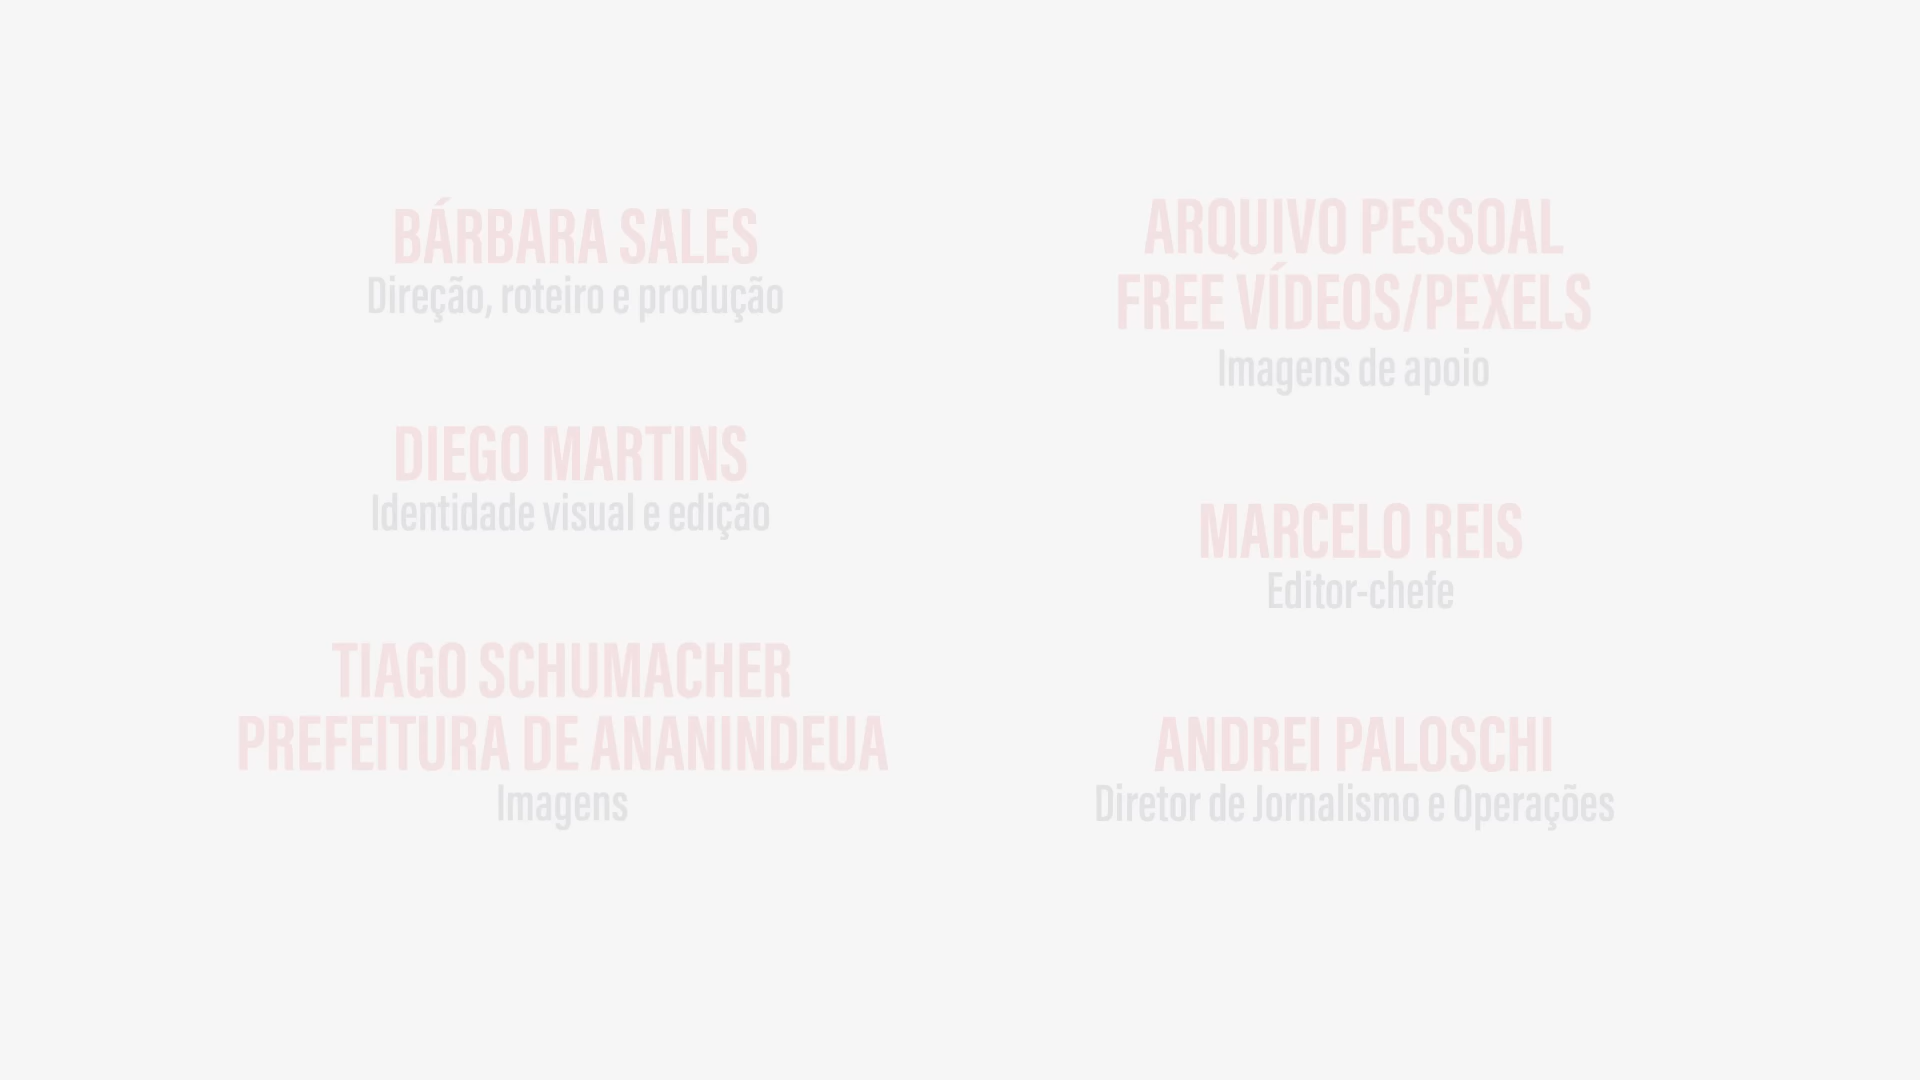 BÁRBARA SALES
Direção, roteiro e produção
DIEGO MARTINS
Identidade visual e edição
TIAGO SCHUMACHER
PREFEITURA DE ANANINDEUA
Imagens
ARQUIVO PESSOAL
FREE VÍDEOS/PEXELS
Imagens de apoio
MARCELO REIS
Editor-chefe
ANDREI PALOSCHI
Diretor de Jornalismo e Operações